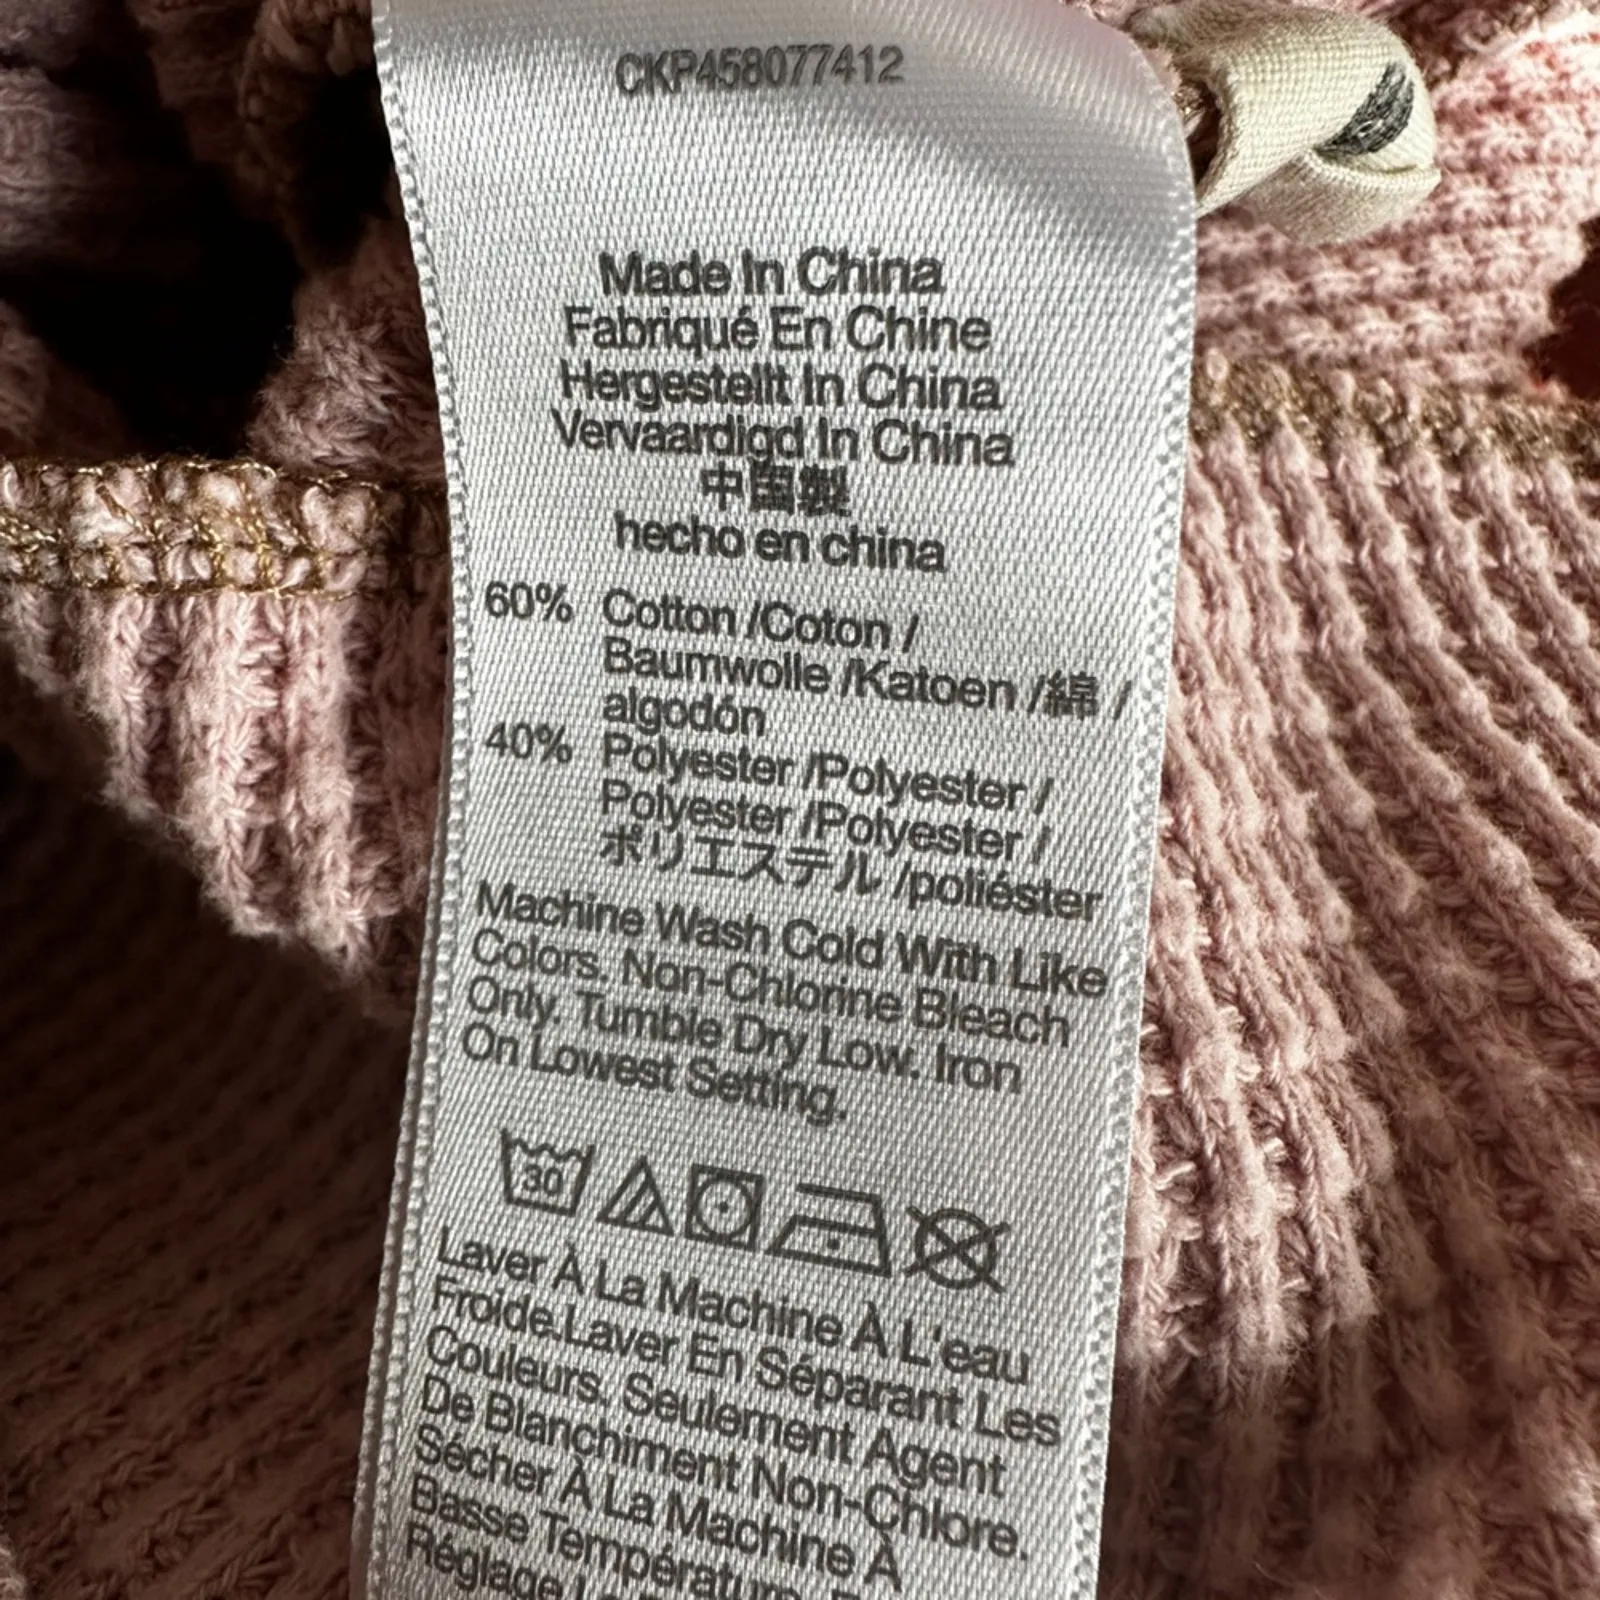 CKP458077412
Made In China
Fabriqué En Chine
Hergestellt In China
Vervaardigd In China
中国製
hecho en china
60% Cotton /Coton /
Baumwolle /Katoen /綿 /
algodón
40% Polyester /Polyester /
Polyester /Polyester /
ポリエステル /poliéster
Machine Wash Cold With Like
Colors. Non-Chlorine Bleach
Only. Tumble Dry Low. Iron
On Lowest Setting.
30
Laver À La Machine À L'eau
Froide.Laver En Séparant Les
Couleurs. Seulement Agent
De Blanchiment Non-Chlore.
Sécher À La Machine À
Basse Température.
Réglage